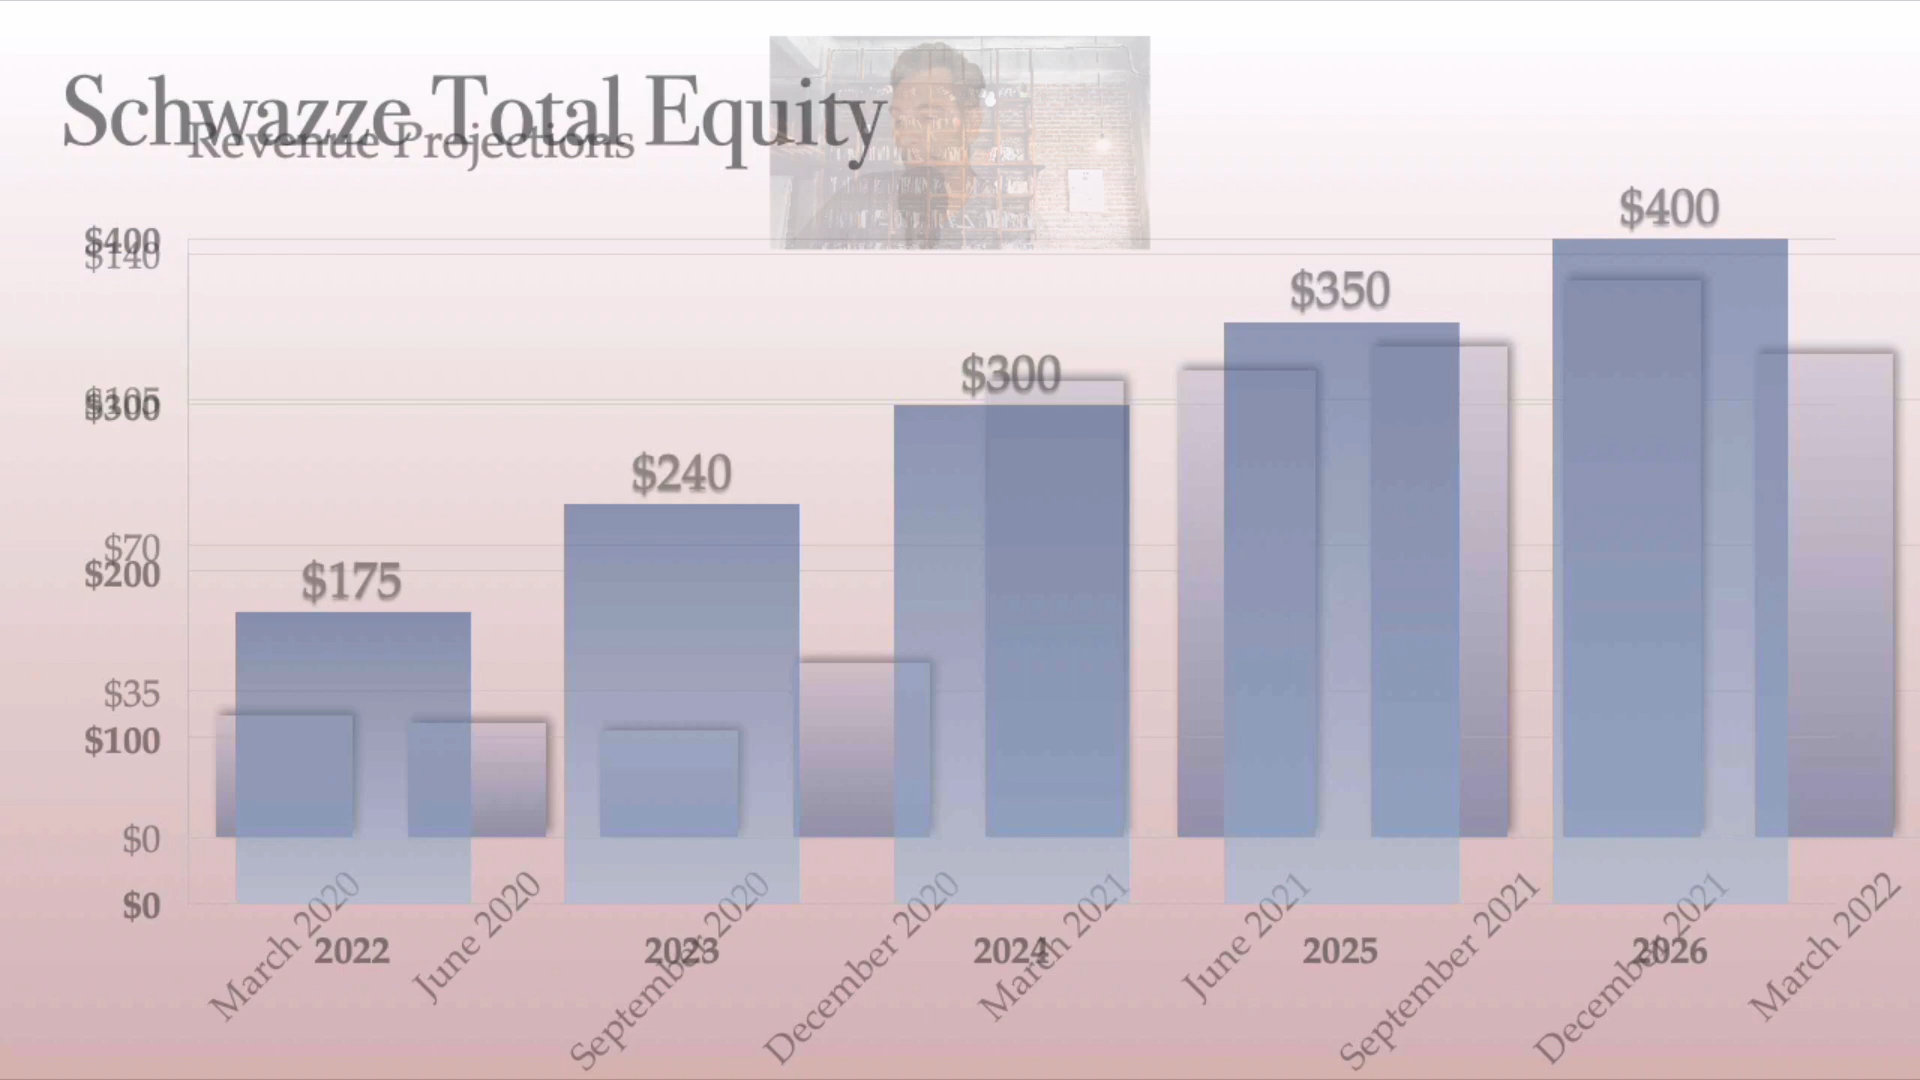 Schwazze Total Equity
Revenue Projections
$400
$140
$105
$300
$70
$200
$35
$100
$0
$0
$175
$240
$300
$350
$400
March 2020
June 2020
September 2020
December 2020
March 2021
June 2021
September 2021
December 2021
March 2022
2022
2023
2024
2025
2026